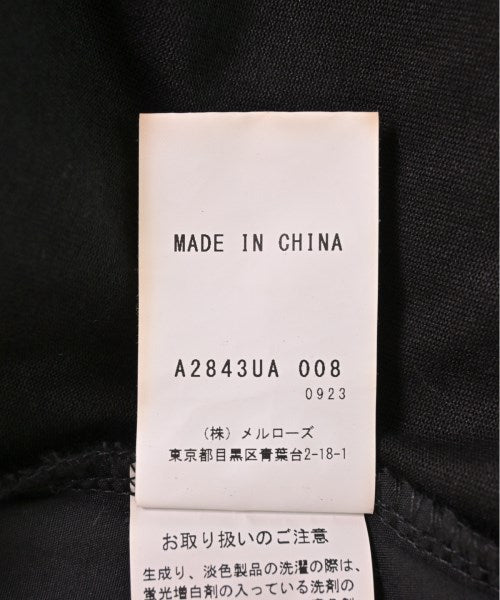 MADE IN CHINA
A2843UA 008
0923
(株) メルローズ
東京都目黒区青葉台2-18-1
お取り扱いのご注意
生成り、淡色製品の洗濯の際は、
蛍光増白剤の入っている洗剤の